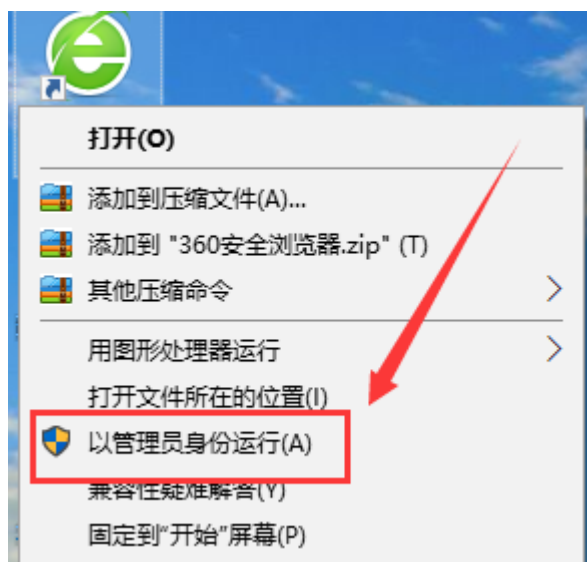 打开(O)
添加到压缩文件(A)...
添加到 "360安全浏览器.zip" (T)
其他压缩命令
用图形处理器运行
打开文件所在的位置(I)
以管理员身份运行(A)
兼容性疑难解答(Y)
固定到"开始"屏幕(P)